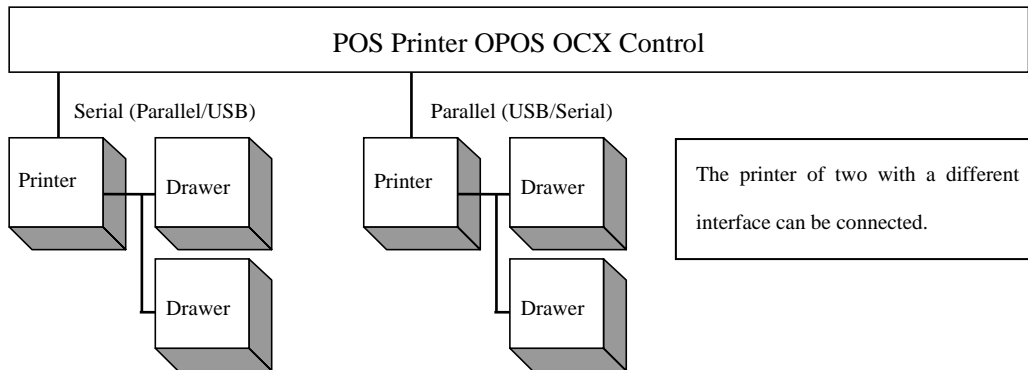 POS Printer OPOS OCX Control
Serial (Parallel/USB)
Parallel (USB/Serial)
Printer
Drawer
Drawer
Printer
Drawer
Drawer
The printer of two with a different
interface can be connected.